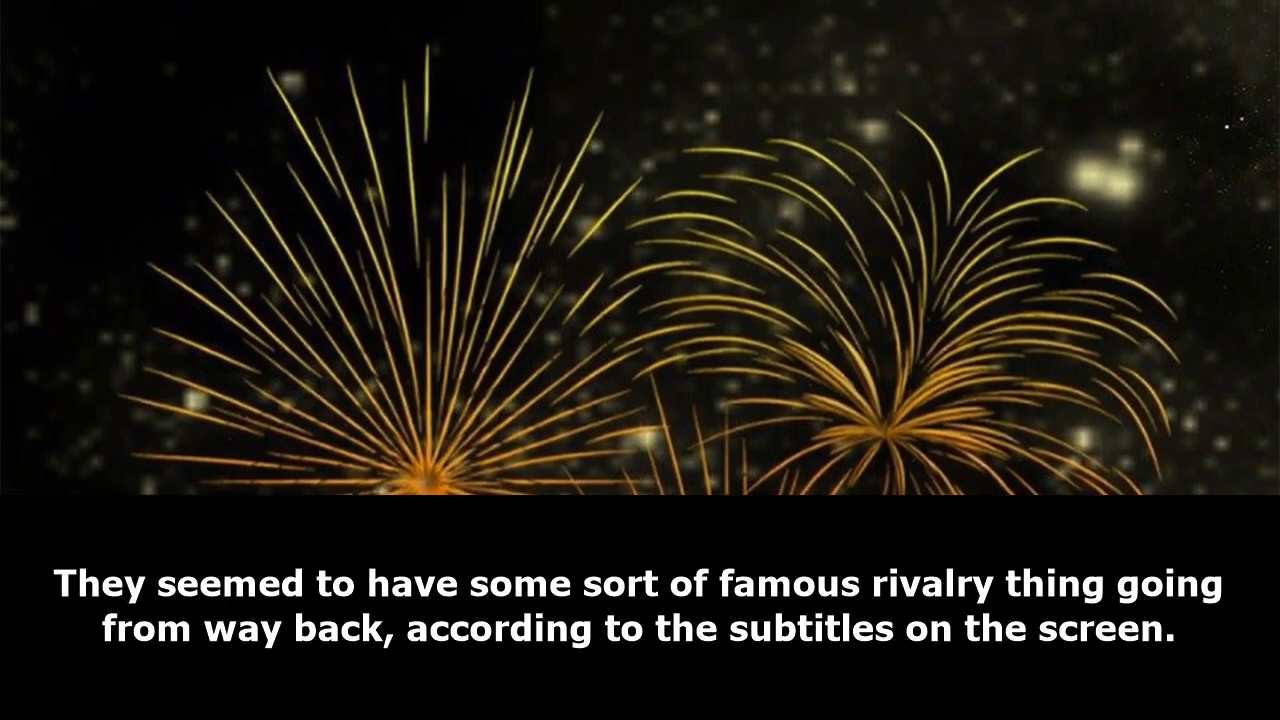 They seemed to have some sort of famous rivalry thing going
from way back, according to the subtitles on the screen.